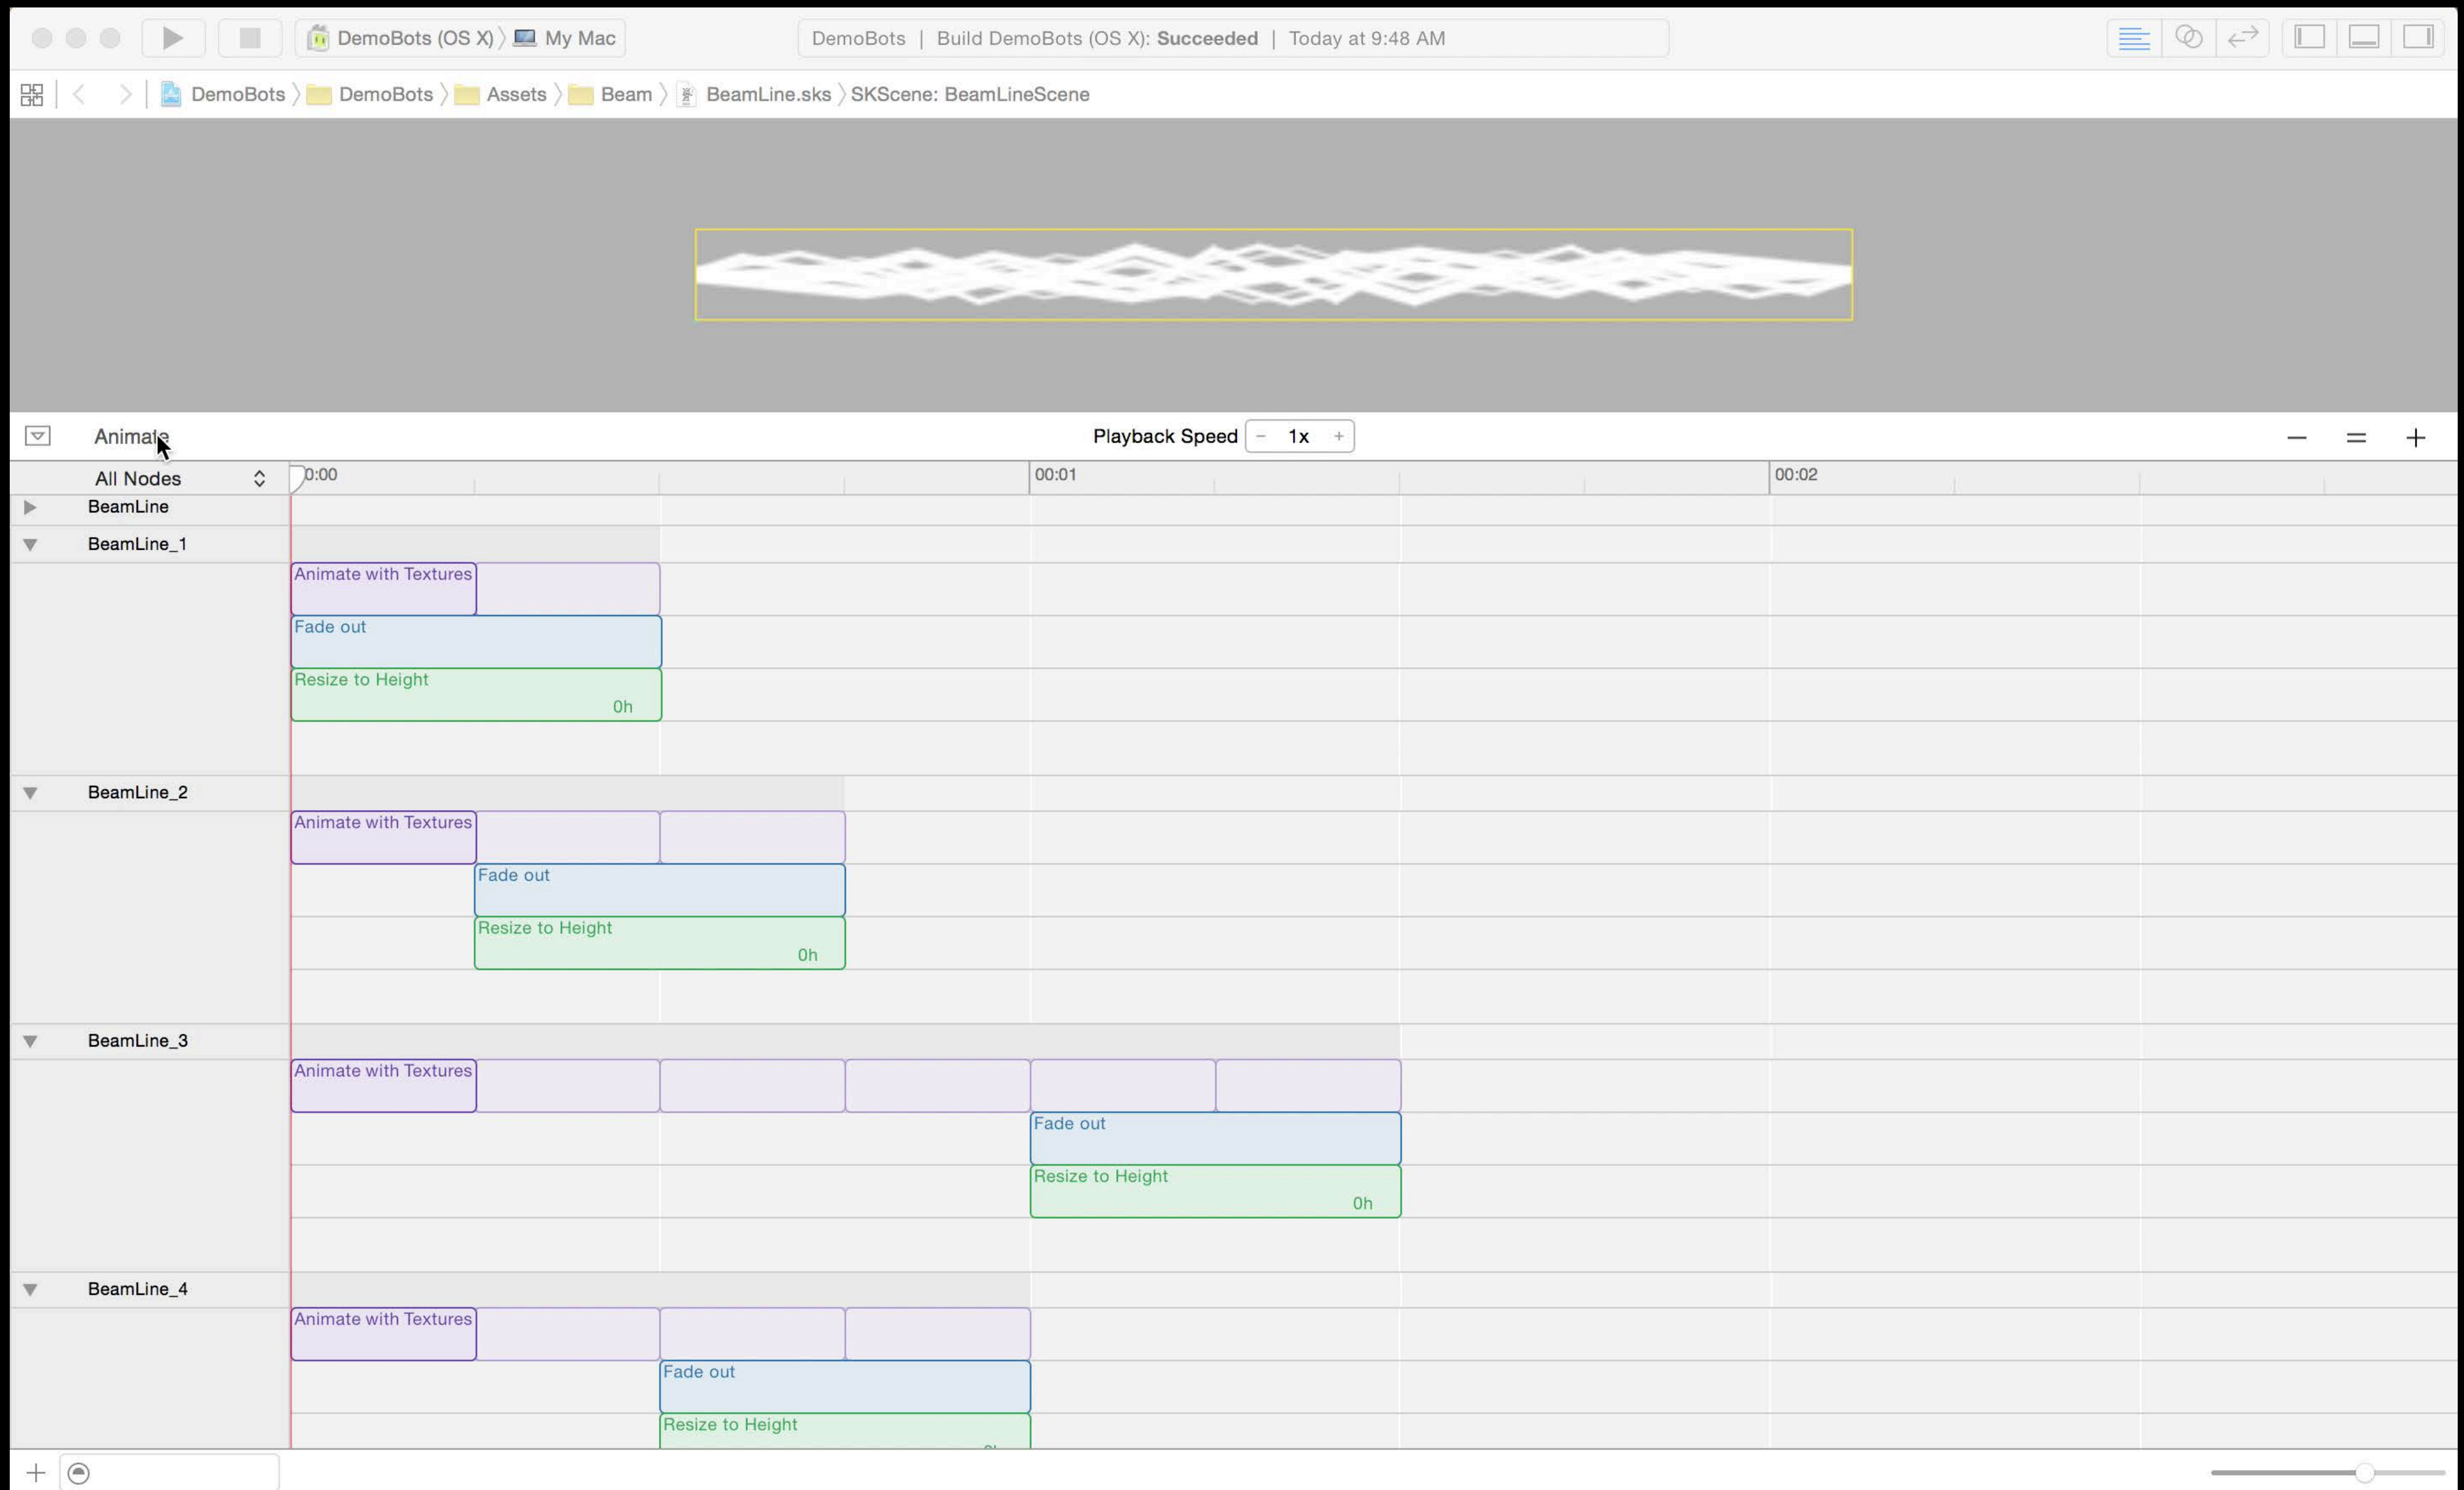 DemoBots (OS X) My Mac DemoBots | Build DemoBots (OS X): Succeeded | Today at 9:48 AM
DemoBots DemoBots Assets Beam BeamLine.sks SKScene: BeamLineScene
Animate Playback Speed − 1x +
All Nodes 0:00 00:01 00:02
BeamLine
BeamLine_1
Animate with Textures
Fade out
Resize to Height
0h
BeamLine_2
Animate with Textures
Fade out
Resize to Height
0h
BeamLine_3
Animate with Textures
Fade out
Resize to Height
0h
BeamLine_4
Animate with Textures
Fade out
Resize to Height